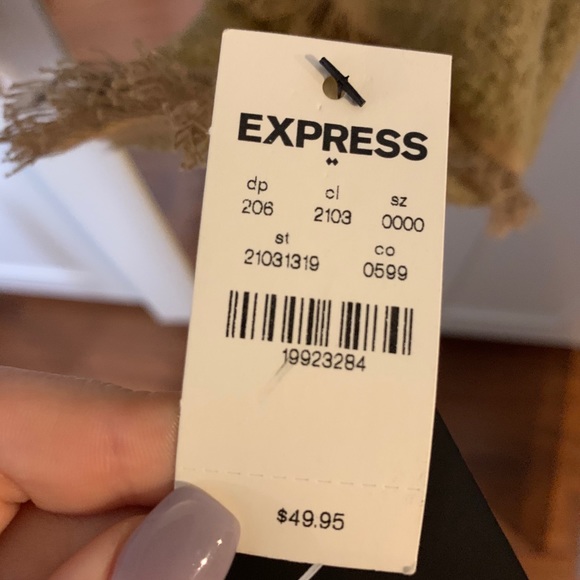 EXPRESS
dp cl sz
206 2103 0000
st co
21031319 0599
19923284
$49.95